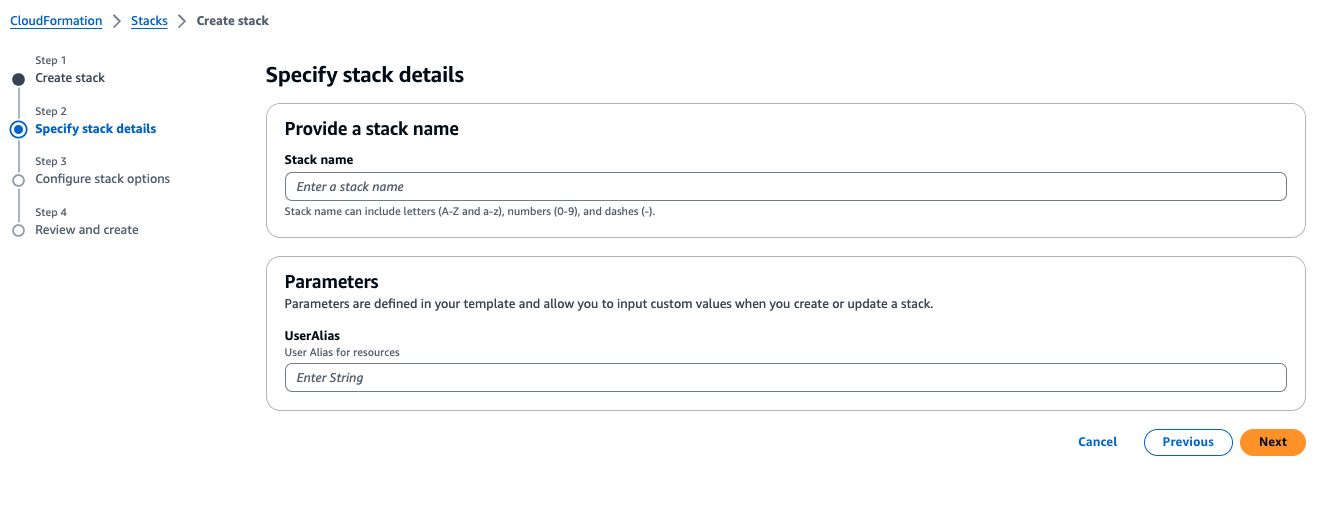 CloudFormation > Stacks > Create stack
Step 1
Create stack
Step 2
Specify stack details
Step 3
Configure stack options
Step 4
Review and create
Specify stack details
Provide a stack name
Stack name
Enter a stack name
Stack name can include letters (A-Z and a-z), numbers (0-9), and dashes (-).
Parameters
Parameters are defined in your template and allow you to input custom values when you create or update a stack.
UserAlias
User Alias for resources
Enter String
Cancel Previous Next